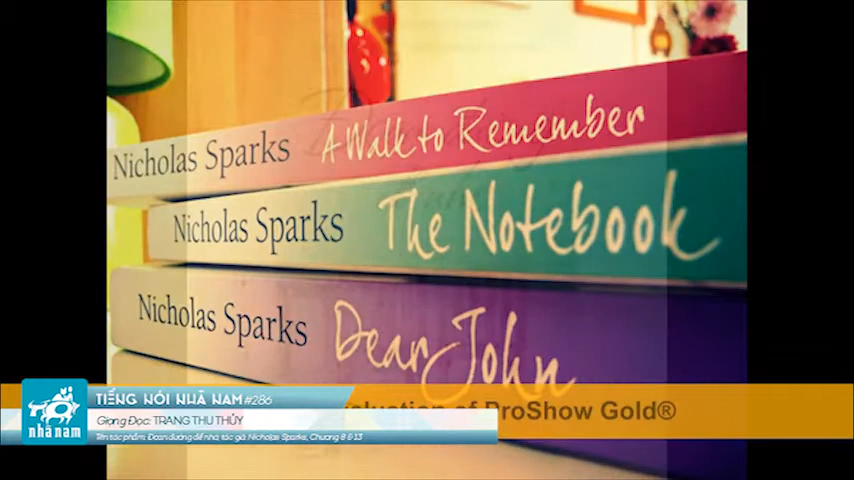 Nicholas Sparks A Walk to Remember
Nicholas Sparks The Notebook
Nicholas Sparks Dear John
TIẾNG NÓI NHÃ NAM #286
Giọng Đọc: TRANG THU THỦY
Tên tác phẩm: Đoạn đường để nhớ, tác giả: Nicholas Sparks, Chương 8 & 13
nhã nam
valuation of ProShow Gold®